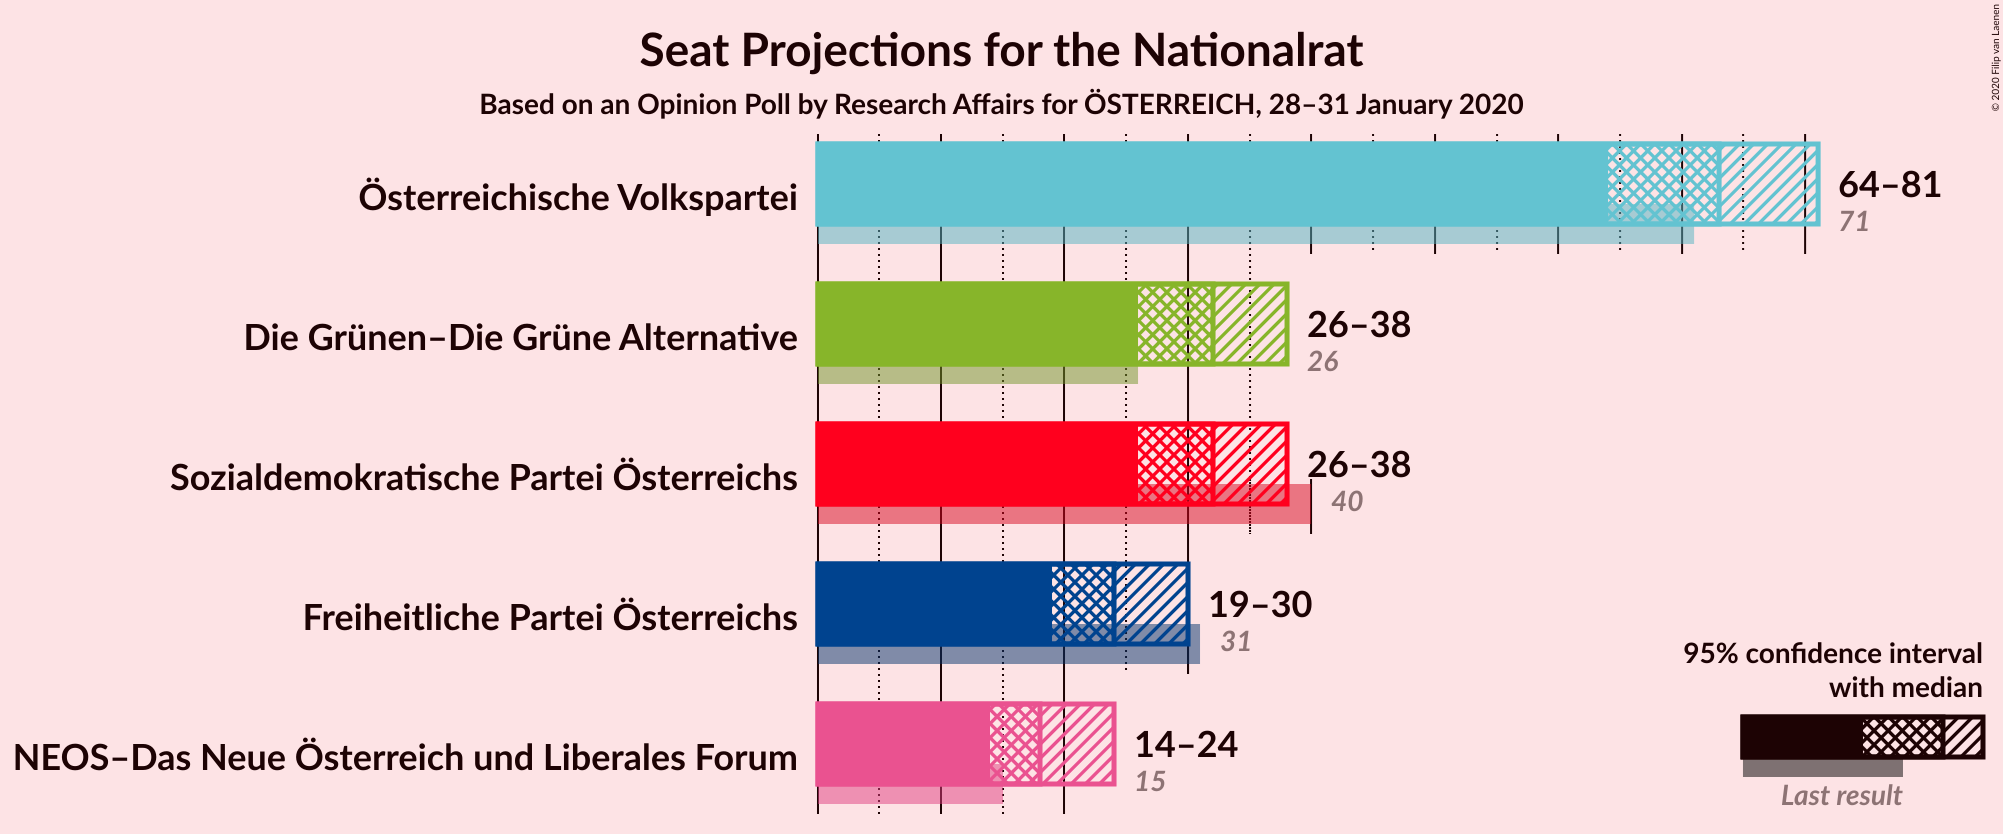 Seat Projections for the Nationalrat
Based on an Opinion Poll by Research Affairs for ÖSTERREICH, 28–31 January 2020
© 2020 Filip van Laenen
Österreichische Volkspartei
64–81
71
Die Grünen–Die Grüne Alternative
26–38
26
Sozialdemokratische Partei Österreichs
26–38
40
Freiheitliche Partei Österreichs
19–30
31
NEOS–Das Neue Österreich und Liberales Forum
14–24
15
95% confidence interval
with median
Last result